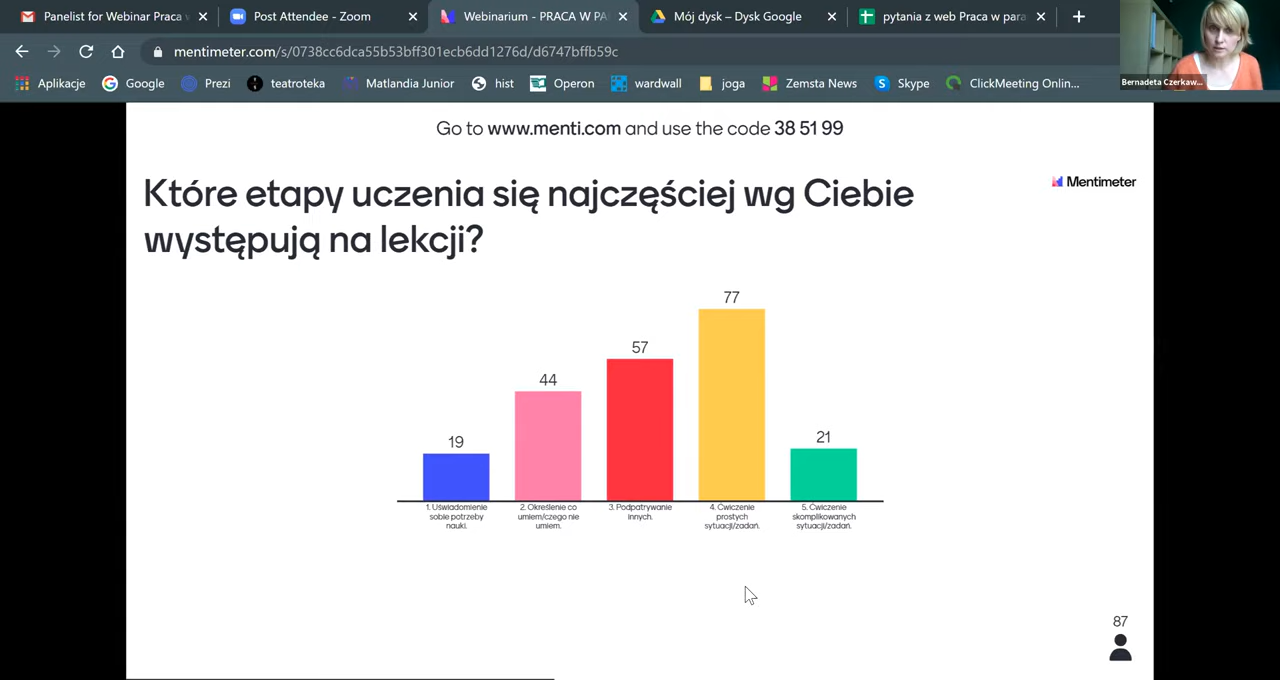 Panelist for Webinar Praca w
Post Attendee - Zoom
Webinarium - PRACA W PA
Mój dysk – Dysk Google
pytania z web Praca w para
mentimeter.com/s/0738cc6dca55b53bff301ecb6dd1276d/d6747bffb59c
Bernadeta Czerkaw...
Aplikacje
Google
Prezi
teatroteka
Matlandia Junior
hist
Operon
wardwall
joga
Zemsta News
Skype
ClickMeeting Onlin...
Go to www.menti.com and use the code 38 51 99
Które etapy uczenia się najczęściej wg Ciebie
występują na lekcji?
Mentimeter
19
44
57
77
21
1. Uświadomienie
sobie potrzeby
nauki.
2. Określenie co
umiem/czego nie
umiem.
3. Podpatrywanie
innych.
4. Ćwiczenie
prostych
sytuacji/zadań.
5. Ćwiczenie
skomplikowanych
sytuacji/zadań.
87